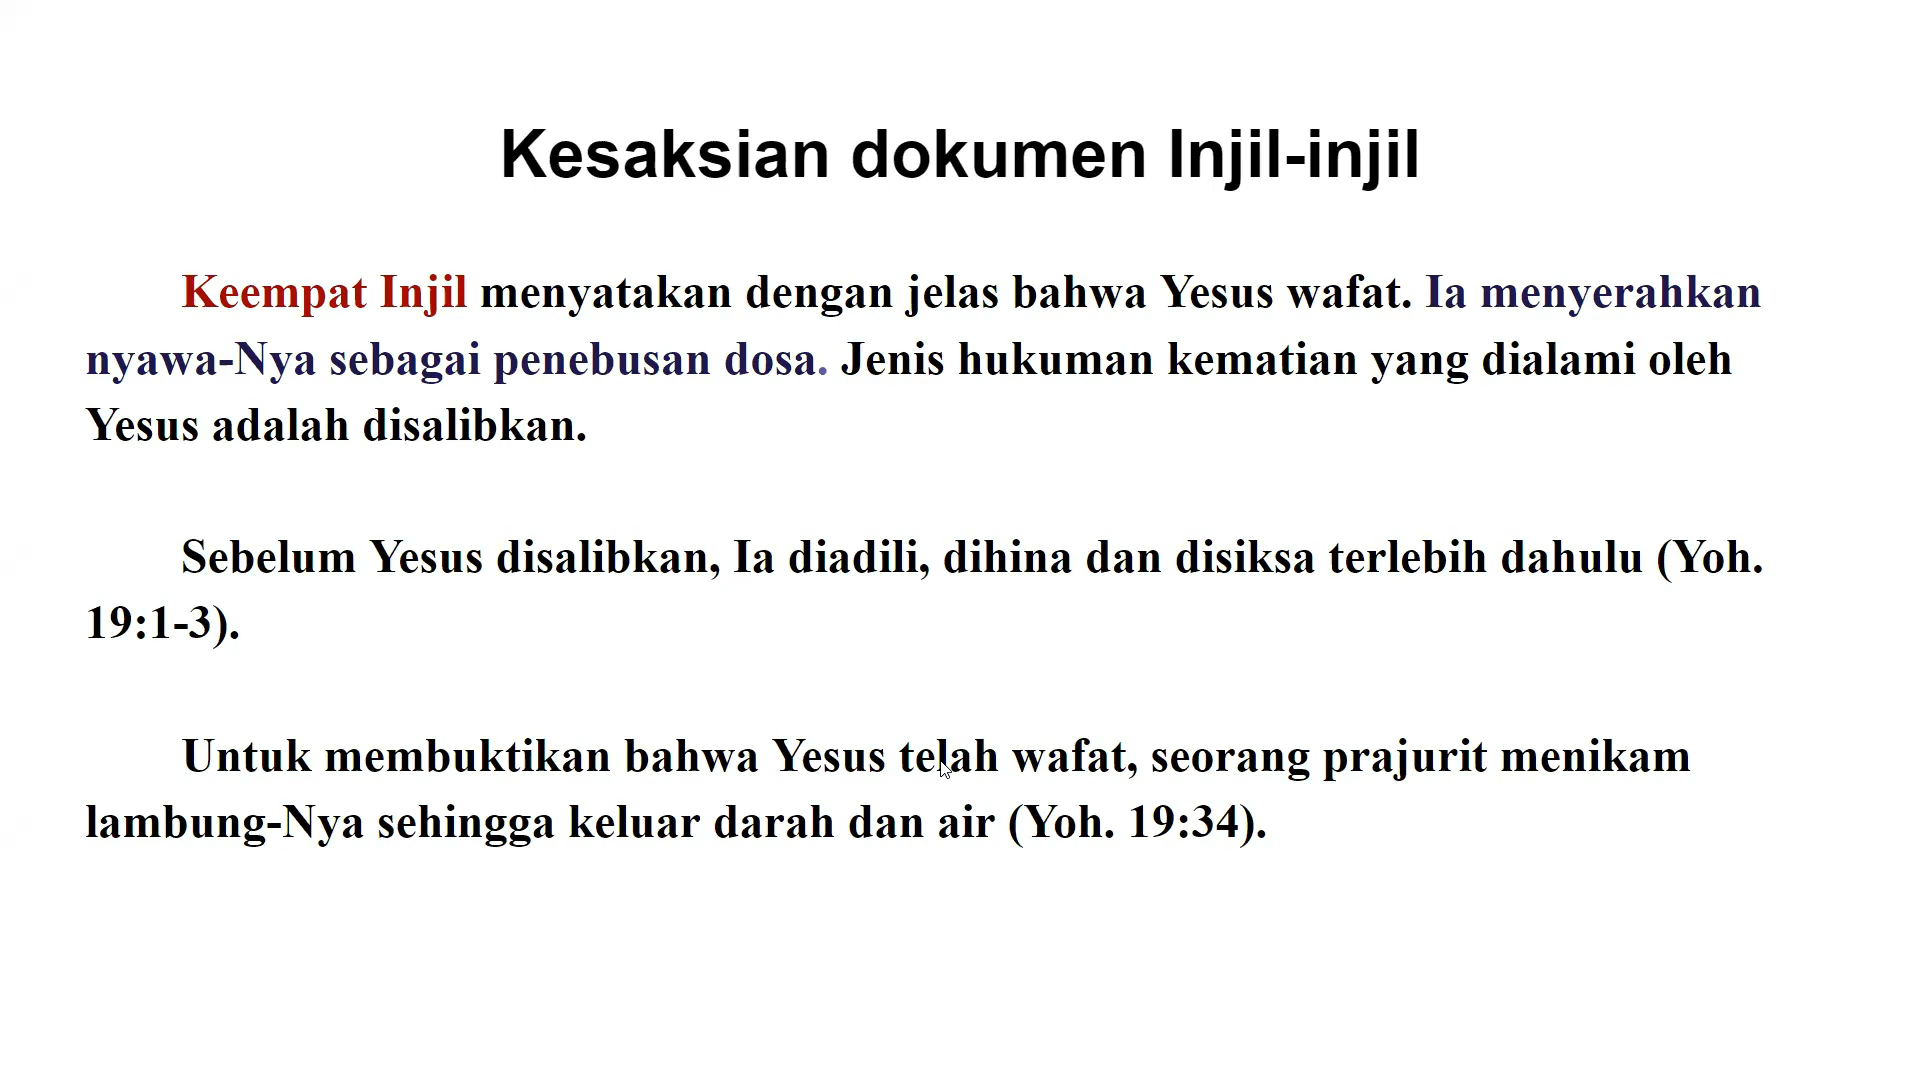 Kesaksian dokumen Injil-injil
Keempat Injil menyatakan dengan jelas bahwa Yesus wafat. Ia menyerahkan
nyawa-Nya sebagai penebusan dosa. Jenis hukuman kematian yang dialami oleh
Yesus adalah disalibkan.
Sebelum Yesus disalibkan, Ia diadili, dihina dan disiksa terlebih dahulu (Yoh.
19:1-3).
Untuk membuktikan bahwa Yesus telah wafat, seorang prajurit menikam
lambung-Nya sehingga keluar darah dan air (Yoh. 19:34).